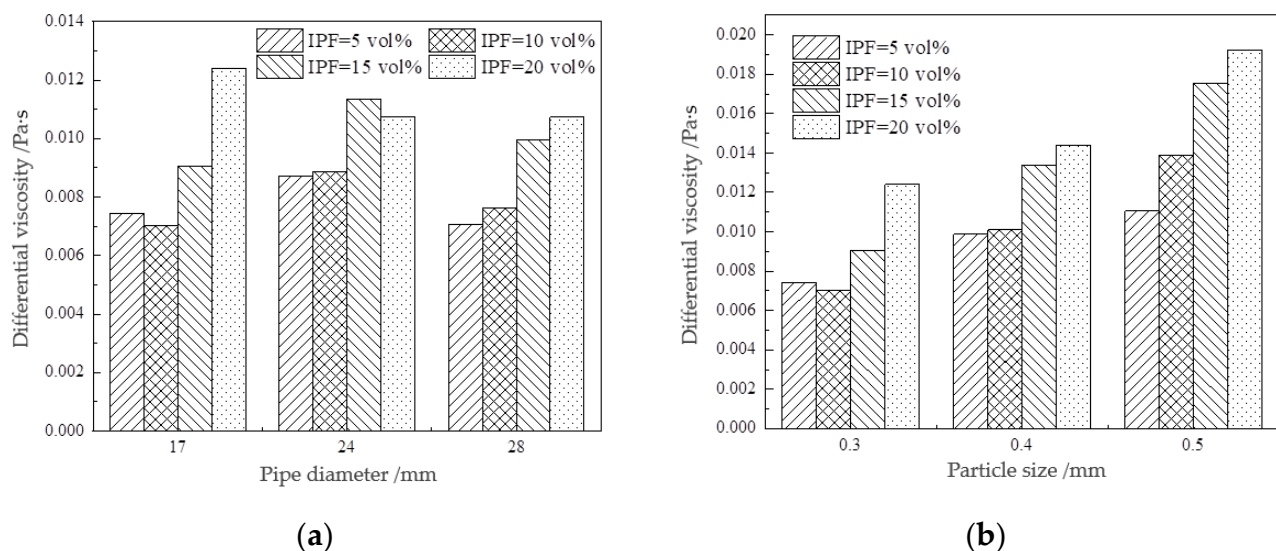 0.014
0.012
0.010
0.008
0.006
0.004
0.002
0.000
Differential viscosity /Pa·s
IPF=5 vol% IPF=10 vol%
IPF=15 vol% IPF=20 vol%
17 24 28
Pipe diameter /mm
(a)
0.020
0.018
0.016
0.014
0.012
0.010
0.008
0.006
0.004
0.002
0.000
Differential viscosity /Pa·s
IPF=5 vol%
IPF=10 vol%
IPF=15 vol%
IPF=20 vol%
0.3 0.4 0.5
Particle size /mm
(b)